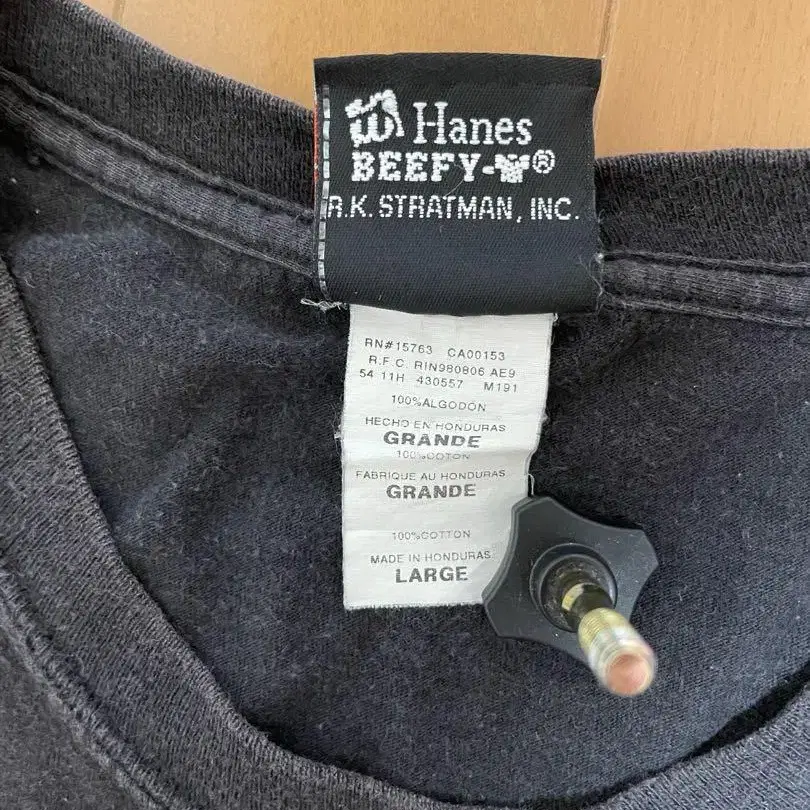 Hanes
BEEFY-T®
R.K. STRATMAN, INC.
RN#15763 CA00153
R.F.C. RIN980806 AE9
54 11H 430557 M191
100%ALGODÓN
HECHO EN HONDURAS
GRANDE
100%COTON
FABRIQUE AU HONDURAS
GRANDE
100%COTTON
MADE IN HONDURAS
LARGE